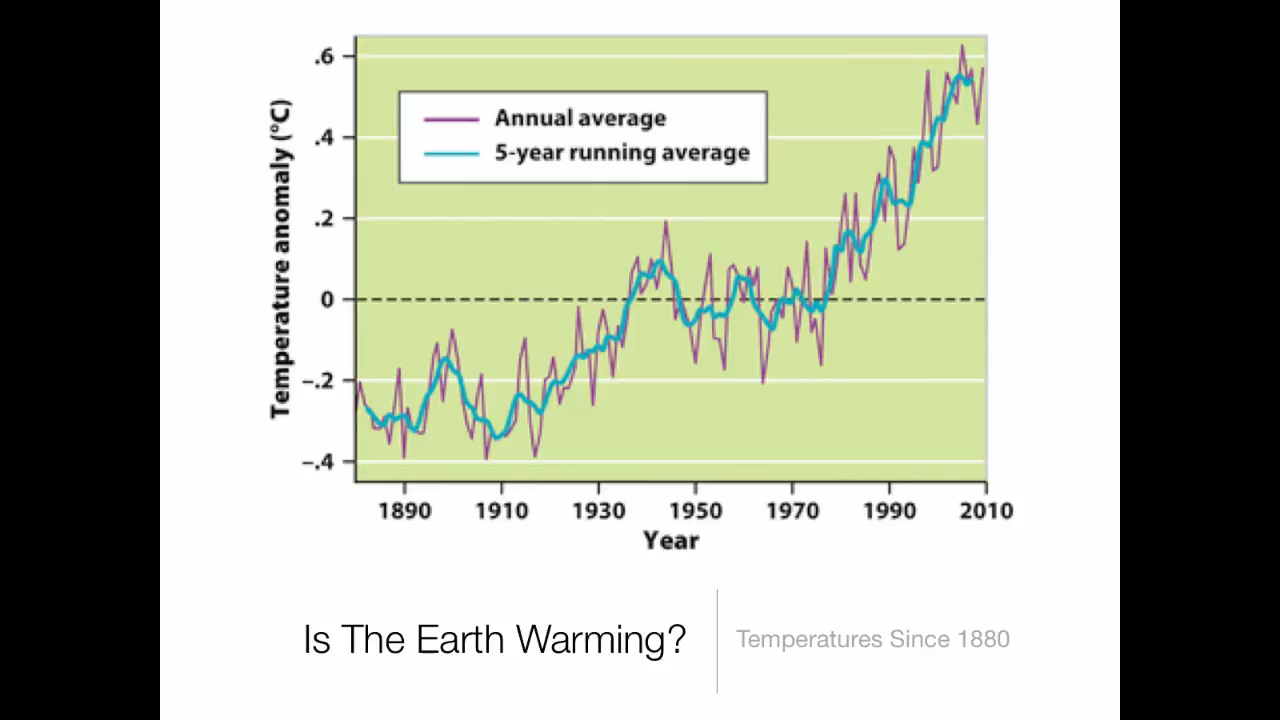 .6
.4
.2
0
–.2
–.4
Temperature anomaly (°C)
Annual average
5-year running average
1890 1910 1930 1950 1970 1990 2010
Year
Is The Earth Warming?
Temperatures Since 1880